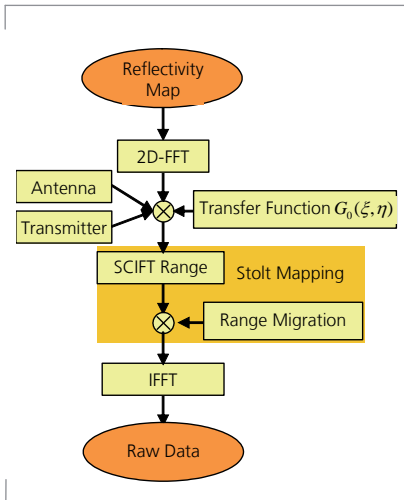 Reflectivity
Map
2D-FFT
Antenna
Transmitter
Transfer Function G₀(ξ,η)
SCIFT Range
Stolt Mapping
Range Migration
IFFT
Raw Data